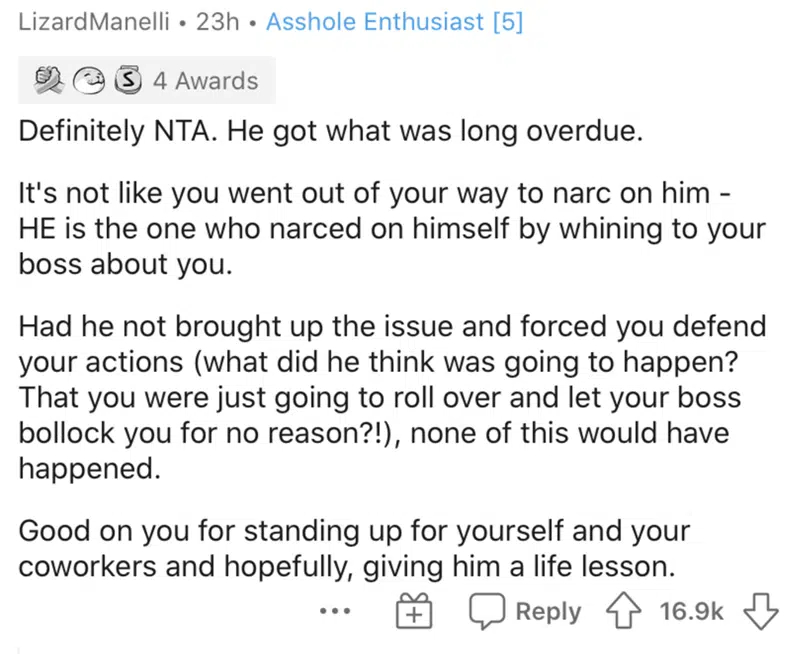 LizardManelli • 23h • Asshole Enthusiast [5]
S 4 Awards
Definitely NTA. He got what was long overdue.
It's not like you went out of your way to narc on him -
HE is the one who narced on himself by whining to your
boss about you.
Had he not brought up the issue and forced you defend
your actions (what did he think was going to happen?
That you were just going to roll over and let your boss
bollock you for no reason?!), none of this would have
happened.
Good on you for standing up for yourself and your
coworkers and hopefully, giving him a life lesson.
... Reply 16.9k